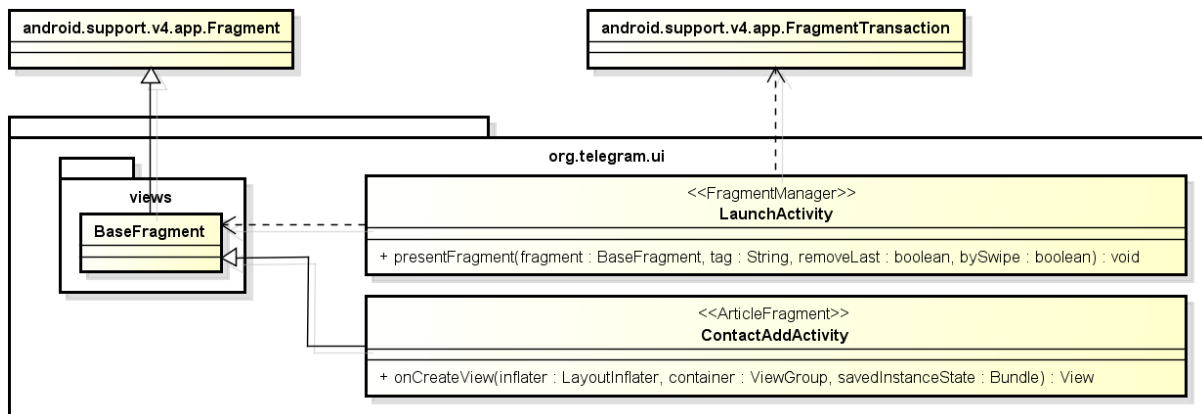 android.support.v4.app.Fragment
android.support.v4.app.FragmentTransaction
org.telegram.ui
views
BaseFragment
<<FragmentManager>>
LaunchActivity
+ presentFragment(fragment : BaseFragment, tag : String, removeLast : boolean, bySwipe : boolean) : void
<<ArticleFragment>>
ContactAddActivity
+ onCreateView(inflater : LayoutInflater, container : ViewGroup, savedInstanceState : Bundle) : View